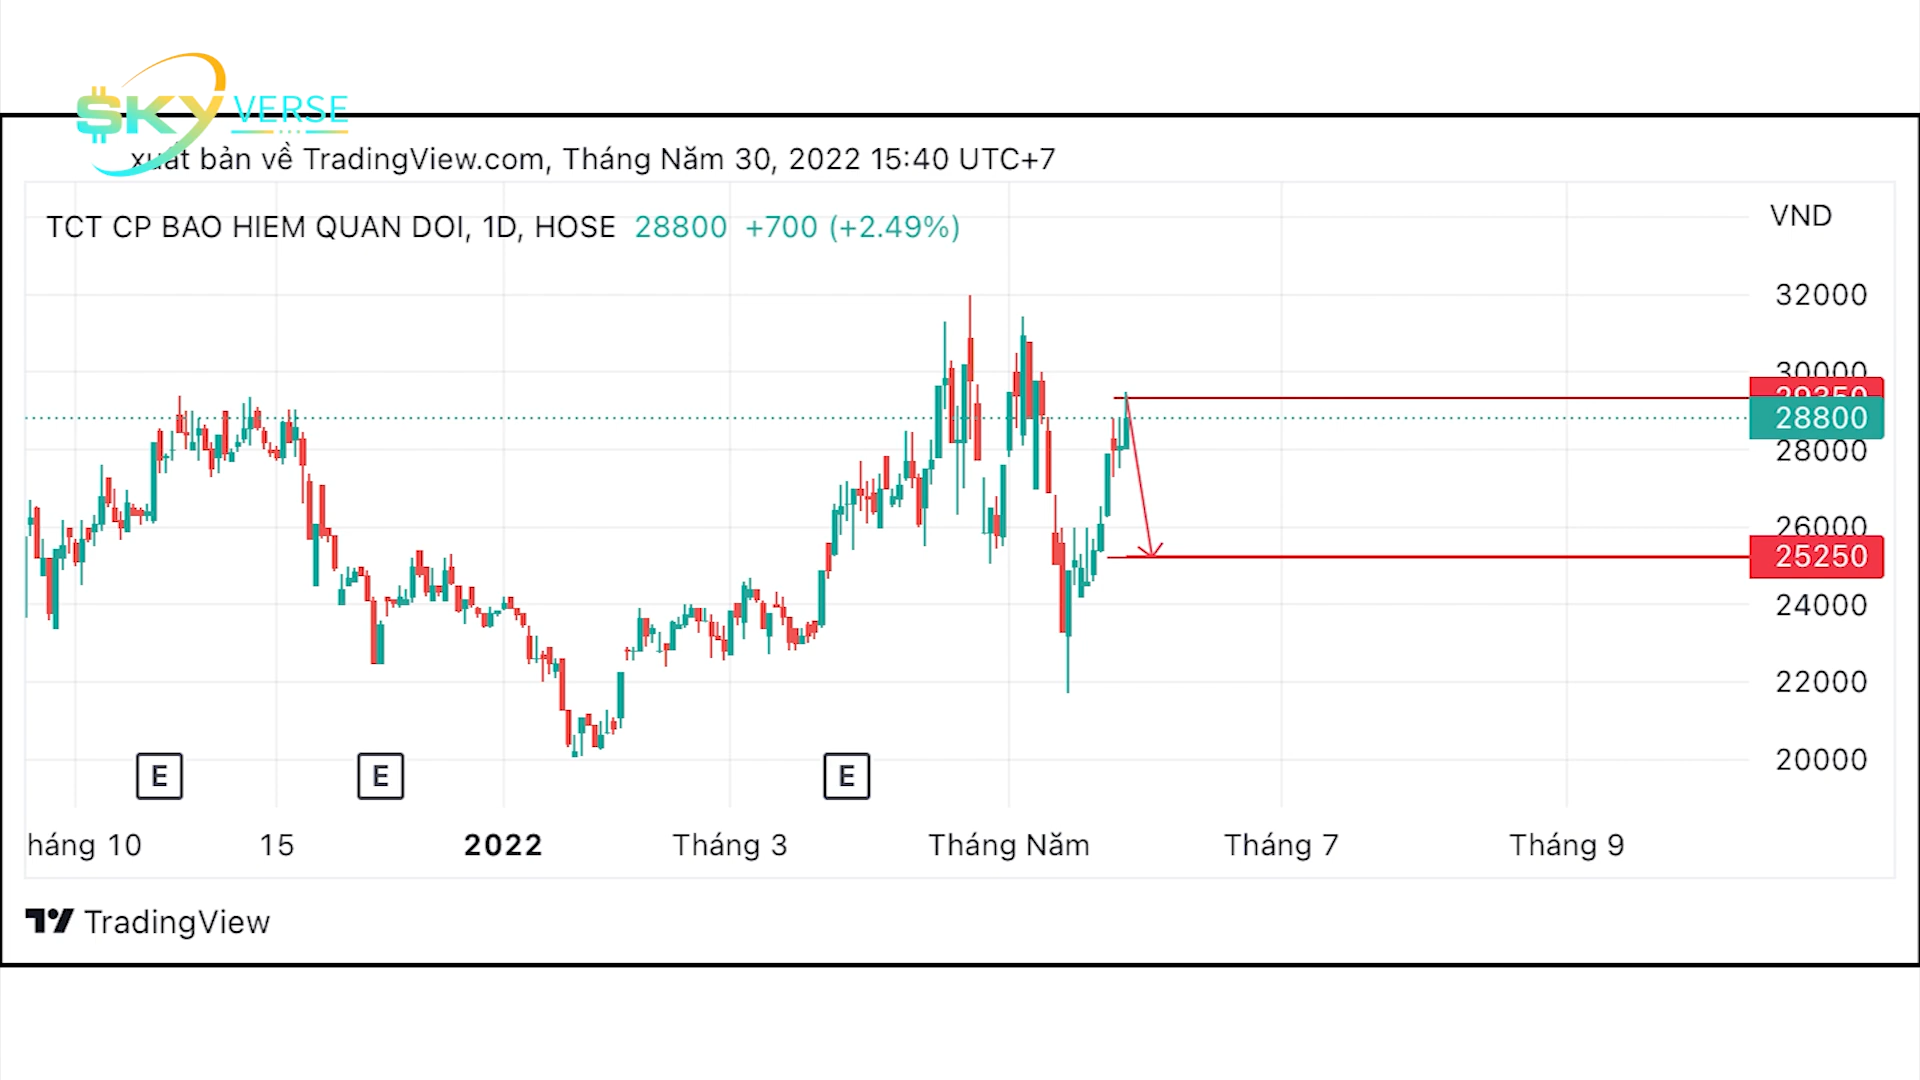 $KY VERSE
xuất bản về TradingView.com, Tháng Năm 30, 2022 15:40 UTC+7
TCT CP BAO HIEM QUAN DOI, 1D, HOSE 28800 +700 (+2.49%)
VND
32000
30000
29350
28800
28000
26000
25250
24000
22000
20000
E E E
háng 10 15 2022 Tháng 3 Tháng Năm Tháng 7 Tháng 9
TradingView